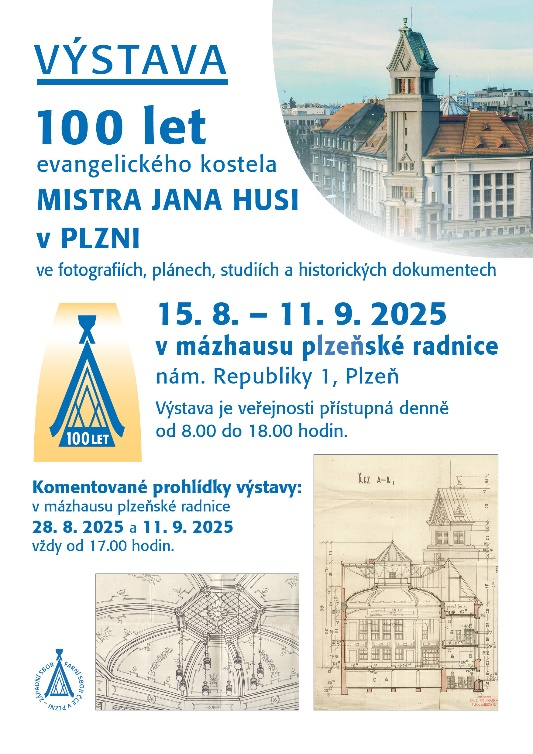 VÝSTAVA
100 let
evangelického kostela
MISTRA JANA HUSI
v PLZNI
ve fotografiích, plánech, studiích a historických dokumentech
15. 8. – 11. 9. 2025
v mázhausu plzeňské radnice
nám. Republiky 1, Plzeň
Výstava je veřejnosti přístupná denně
od 8.00 do 18.00 hodin.
100 LET
Komentované prohlídky výstavy:
v mázhausu plzeňské radnice
28. 8. 2025 a 11. 9. 2025
vždy od 17.00 hodin.
ŘEZ A-B,